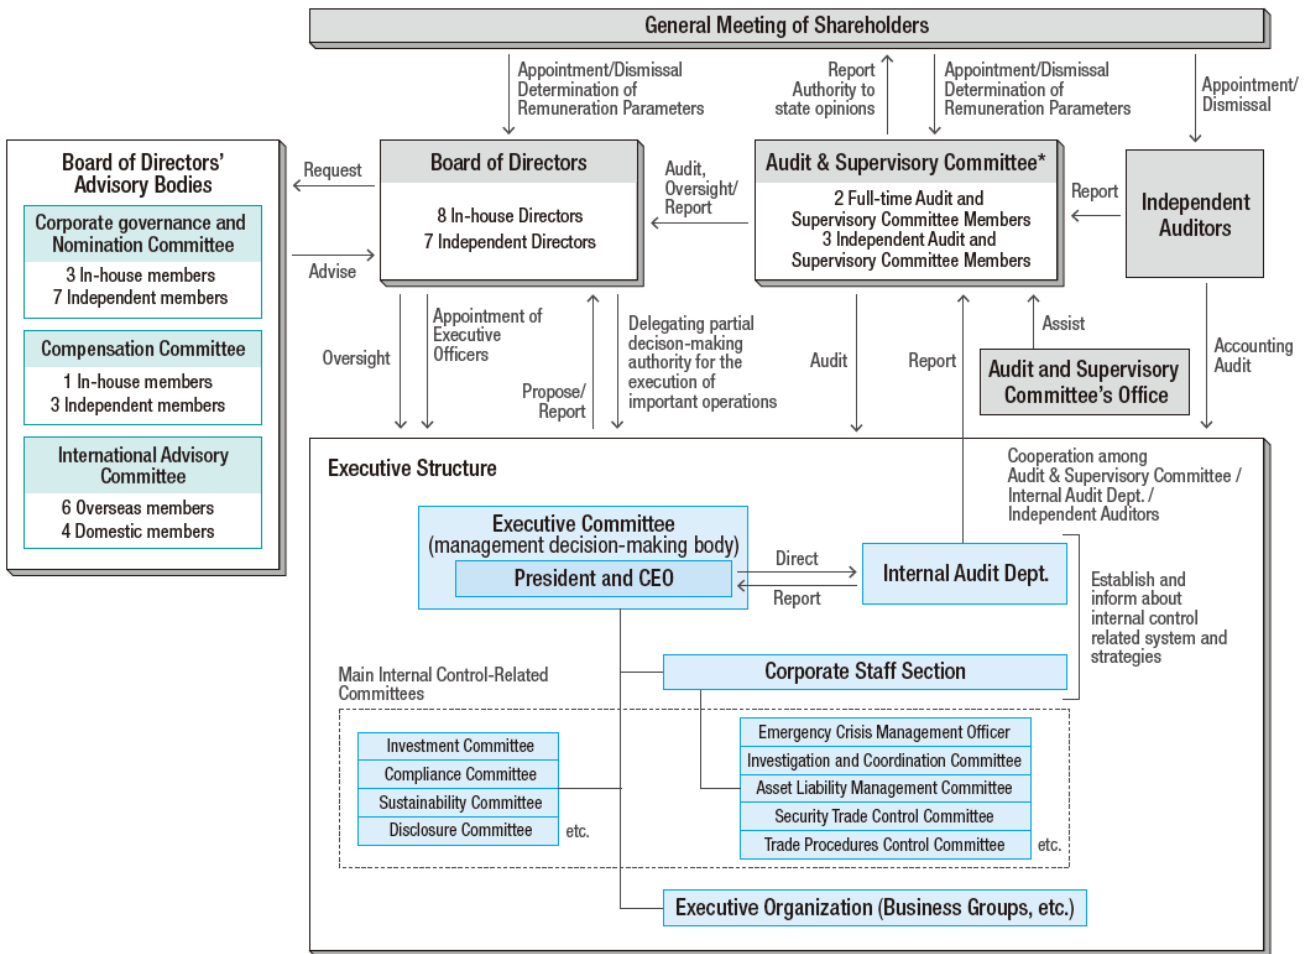 General Meeting of Shareholders
Appointment/Dismissal
Determination of
Remuneration Parameters
Report
Authority to
state opinions
Appointment/Dismissal
Determination of
Remuneration Parameters
Appointment/
Dismissal
Board of Directors'
Advisory Bodies
Corporate governance and
Nomination Committee
3 In-house members
7 Independent members
Compensation Committee
1 In-house members
3 Independent members
International Advisory
Committee
6 Overseas members
4 Domestic members
Request
Advise
Board of Directors
8 In-house Directors
7 Independent Directors
Audit,
Oversight/
Report
Audit & Supervisory Committee*
2 Full-time Audit and
Supervisory Committee Members
3 Independent Audit and
Supervisory Committee Members
Report
Independent
Auditors
Oversight
Appointment of
Executive
Officers
Propose/
Report
Delegating partial
decison-making
authority for the
execution of
important operations
Audit
Report
Assist
Audit and Supervisory
Committee's Office
Accounting
Audit
Executive Structure
Cooperation among
Audit & Supervisory Committee /
Internal Audit Dept. /
Independent Auditors
Executive Committee
(management decision-making body)
President and CEO
Direct
Report
Internal Audit Dept.
Establish and
inform about
internal control
related system and
strategies
Corporate Staff Section
Main Internal Control-Related
Committees
Investment Committee
Compliance Committee
Sustainability Committee
Disclosure Committee
etc.
Emergency Crisis Management Officer
Investigation and Coordination Committee
Asset Liability Management Committee
Security Trade Control Committee
Trade Procedures Control Committee
etc.
Executive Organization (Business Groups, etc.)